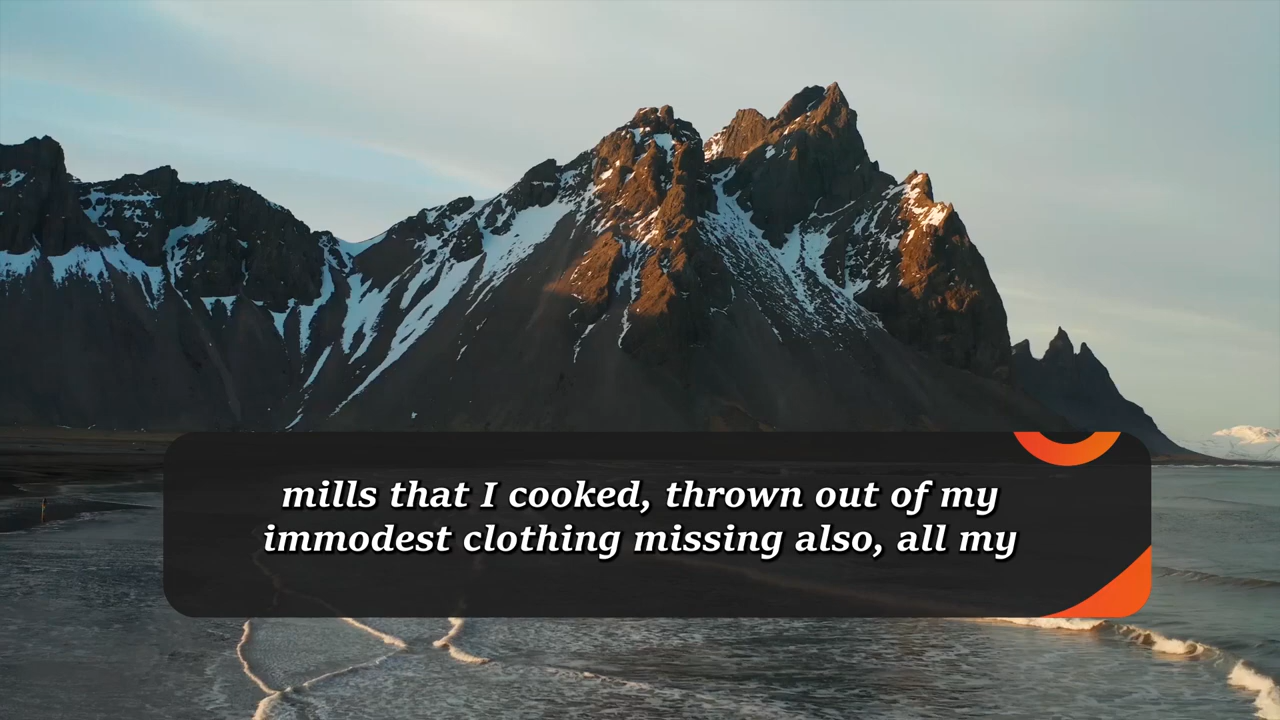 mills that I cooked, thrown out of my
immodest clothing missing also, all my